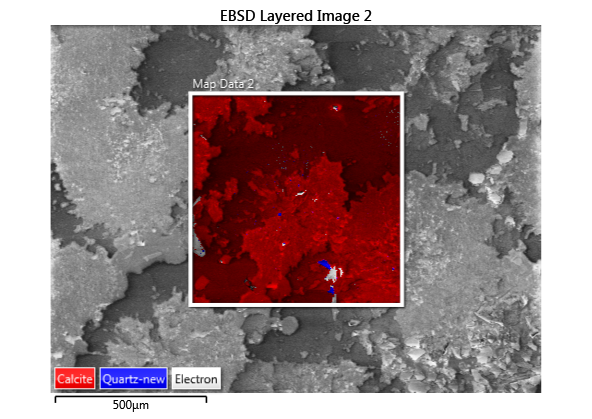 EBSD Layered Image 2
Map Data 2
Calcite Quartz-new Electron
500µm